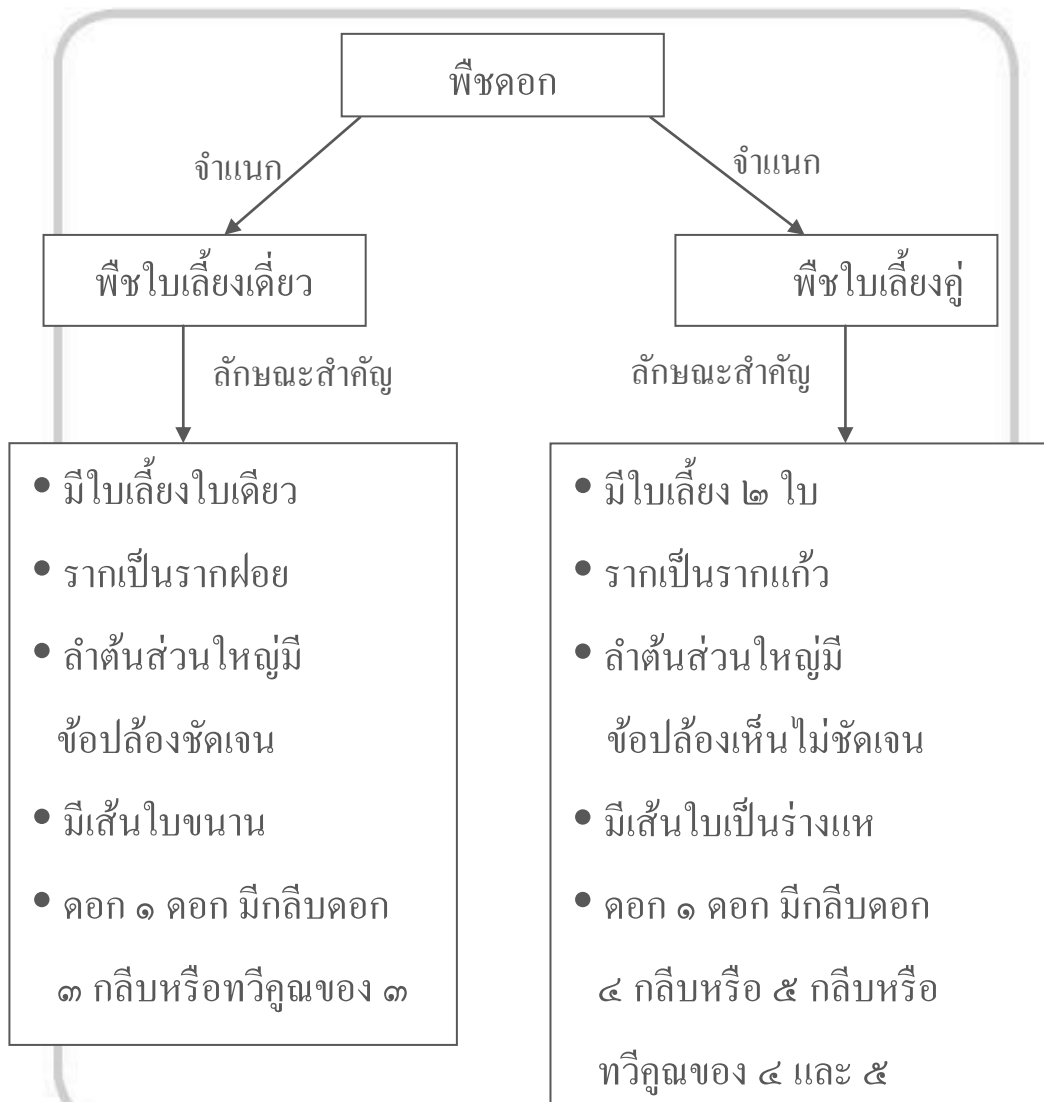 พืชดอก
จำแนก
จำแนก
พืชใบเลี้ยงเดี่ยว
พืชใบเลี้ยงคู่
ลักษณะสำคัญ
ลักษณะสำคัญ
• มีใบเลี้ยงใบเดียว
• รากเป็นรากฝอย
• ลำต้นส่วนใหญ่มี
ข้อปล้องชัดเจน
• มีเส้นใบขนาน
• ดอก ๑ ดอก มีกลีบดอก
๓ กลีบหรือทวีคูณของ ๓
• มีใบเลี้ยง ๒ ใบ
• รากเป็นรากแก้ว
• ลำต้นส่วนใหญ่มี
ข้อปล้องเห็นไม่ชัดเจน
• มีเส้นใบเป็นร่างแห
• ดอก ๑ ดอก มีกลีบดอก
๔ กลีบหรือ ๕ กลีบหรือ
ทวีคูณของ ๔ และ ๕